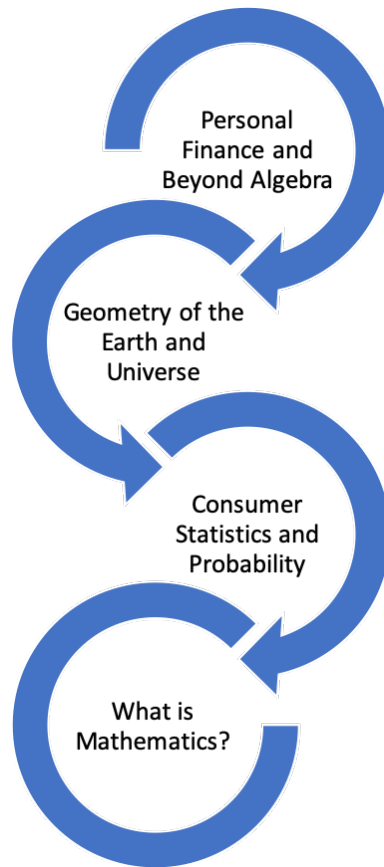 Personal
Finance and
Beyond Algebra
Geometry of the
Earth and
Universe
Consumer
Statistics and
Probability
What is
Mathematics?